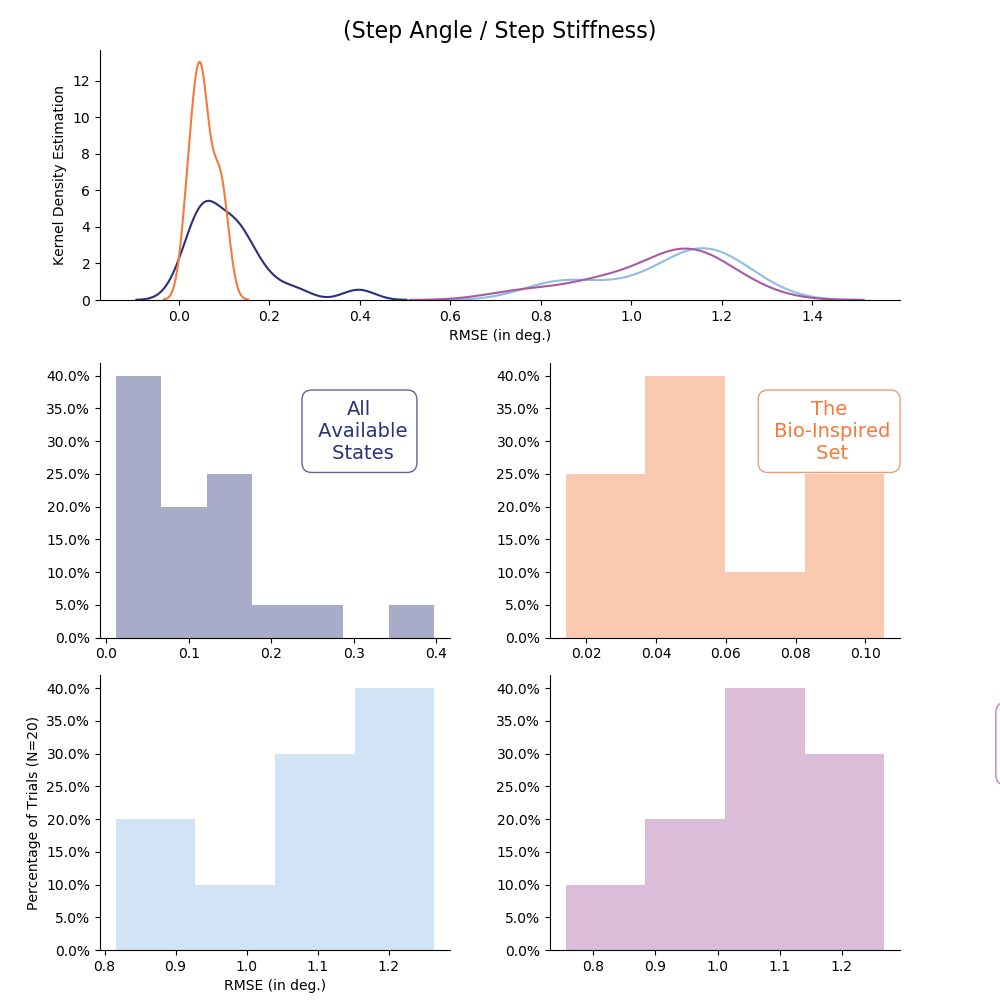 (Step Angle / Step Stiffness)
Kernel Density Estimation
12
10
8
6
4
2
0
0.0 0.2 0.4 0.6 0.8 1.0 1.2 1.4
RMSE (in deg.)
40.0%
35.0%
30.0%
25.0%
20.0%
15.0%
10.0%
5.0%
0.0%
All
Available
States
0.0 0.1 0.2 0.3 0.4
40.0%
35.0%
30.0%
25.0%
20.0%
15.0%
10.0%
5.0%
0.0%
The
Bio-Inspired
Set
0.02 0.04 0.06 0.08 0.10
Percentage of Trials (N=20)
40.0%
35.0%
30.0%
25.0%
20.0%
15.0%
10.0%
5.0%
0.0%
0.8 0.9 1.0 1.1 1.2
RMSE (in deg.)
40.0%
35.0%
30.0%
25.0%
20.0%
15.0%
10.0%
5.0%
0.0%
0.8 0.9 1.0 1.1 1.2